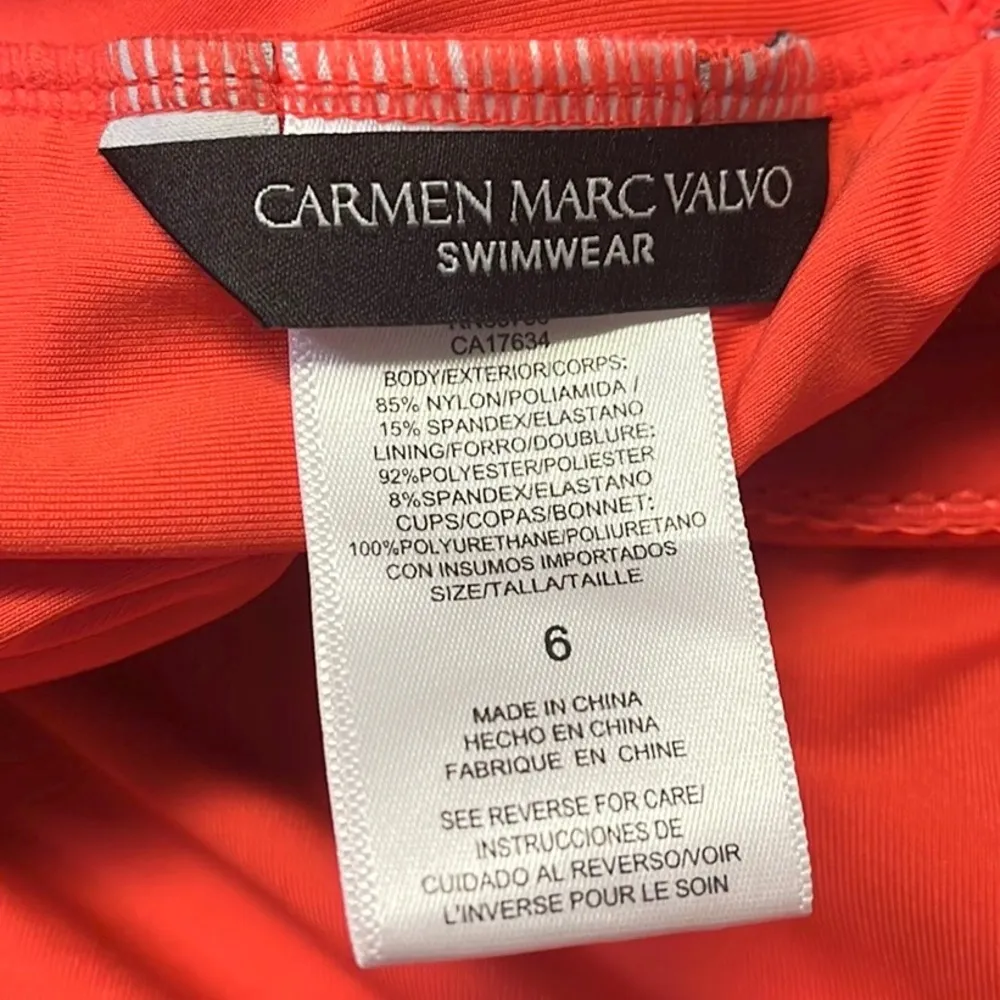 CARMEN MARC VALVO
SWIMWEAR
CA17634
BODY/EXTERIOR/CORPS:
85% NYLON/POLIAMIDA /
15% SPANDEX/ELASTANO
LINING/FORRO/DOUBLURE:
92%POLYESTER/POLIESTER
8%SPANDEX/ELASTANO
CUPS/COPAS/BONNET:
100%POLYURETHANE/POLIURETANO
CON INSUMOS IMPORTADOS
SIZE/TALLA/TAILLE
6
MADE IN CHINA
HECHO EN CHINA
FABRIQUE EN CHINE
SEE REVERSE FOR CARE/
INSTRUCCIONES DE
CUIDADO AL REVERSO/VOIR
L'INVERSE POUR LE SOIN